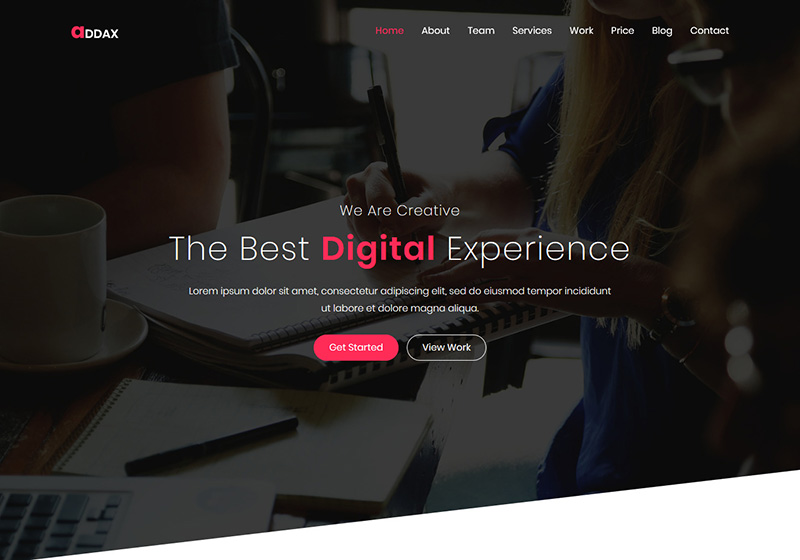 aDDAX
Home About Team Services Work Price Blog Contact
We Are Creative
The Best Digital Experience
Lorem ipsum dolor sit amet, consectetur adipiscing elit, sed do eiusmod tempor incididunt
ut labore et dolore magna aliqua.
Get Started View Work